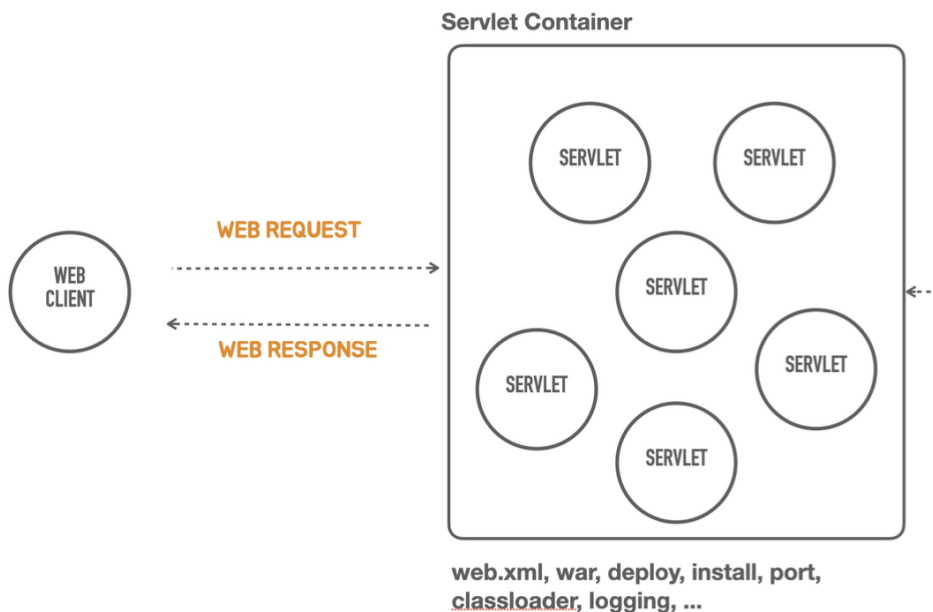 Servlet Container
SERVLET
SERVLET
WEB REQUEST
WEB
CLIENT
SERVLET
WEB RESPONSE
SERVLET
SERVLET
SERVLET
web.xml, war, deploy, install, port,
classloader, logging, ...